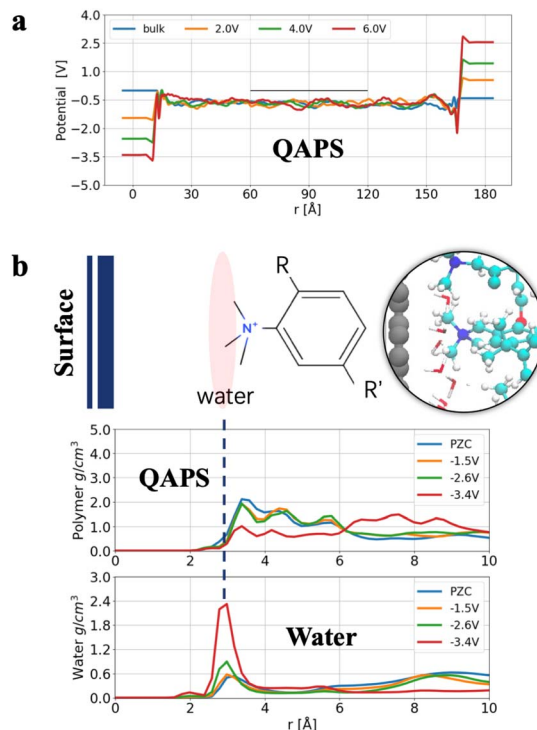 a
bulk 2.0V 4.0V 6.0V
4.0
2.5
1.0
−0.5
−2.0
−3.5
−5.0
Potential [V]
QAPS
0 30 60 90 120 150 180
r [Å]
b
Surface
R
N+
R'
water
5.0
4.0
3.0
2.0
1.0
0.0
Polymer g/cm³
QAPS
PZC
-1.5V
-2.6V
-3.4V
0 2 4 6 8 10
3.0
2.4
1.8
1.2
0.6
0.0
Water g/cm³
Water
PZC
-1.5V
-2.6V
-3.4V
0 2 4 6 8 10
r [Å]